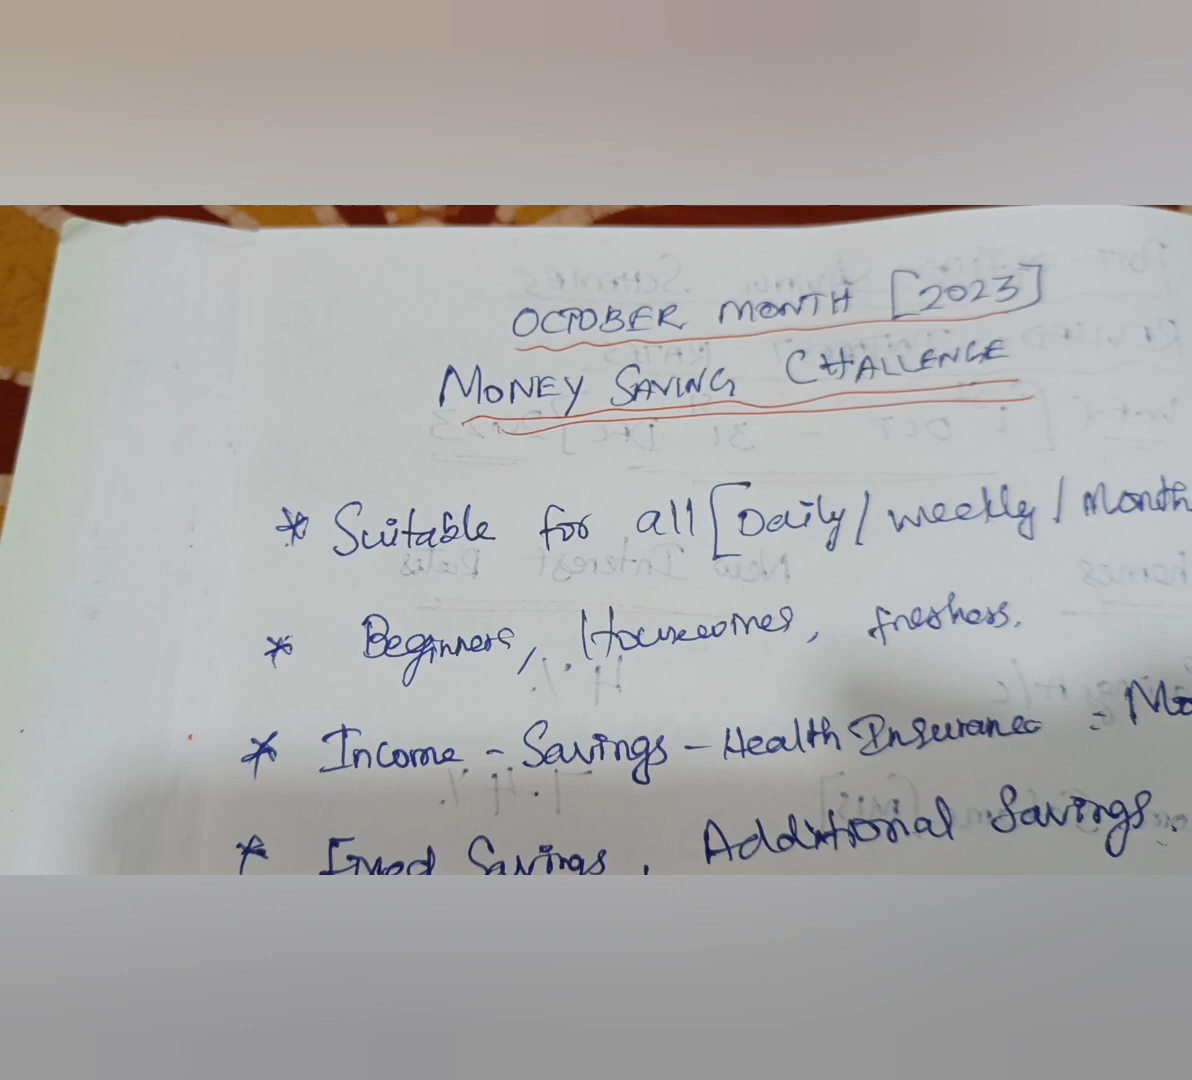 OCTOBER MONTH [2023]
MONEY SAVING CHALLENGE
* Suitable for all [Daily / weekly / Month
* Beginners, Housewives, freshers.
* Income - Savings - Health Insurance - Mo
* Fixed Savings, Additional Savings.